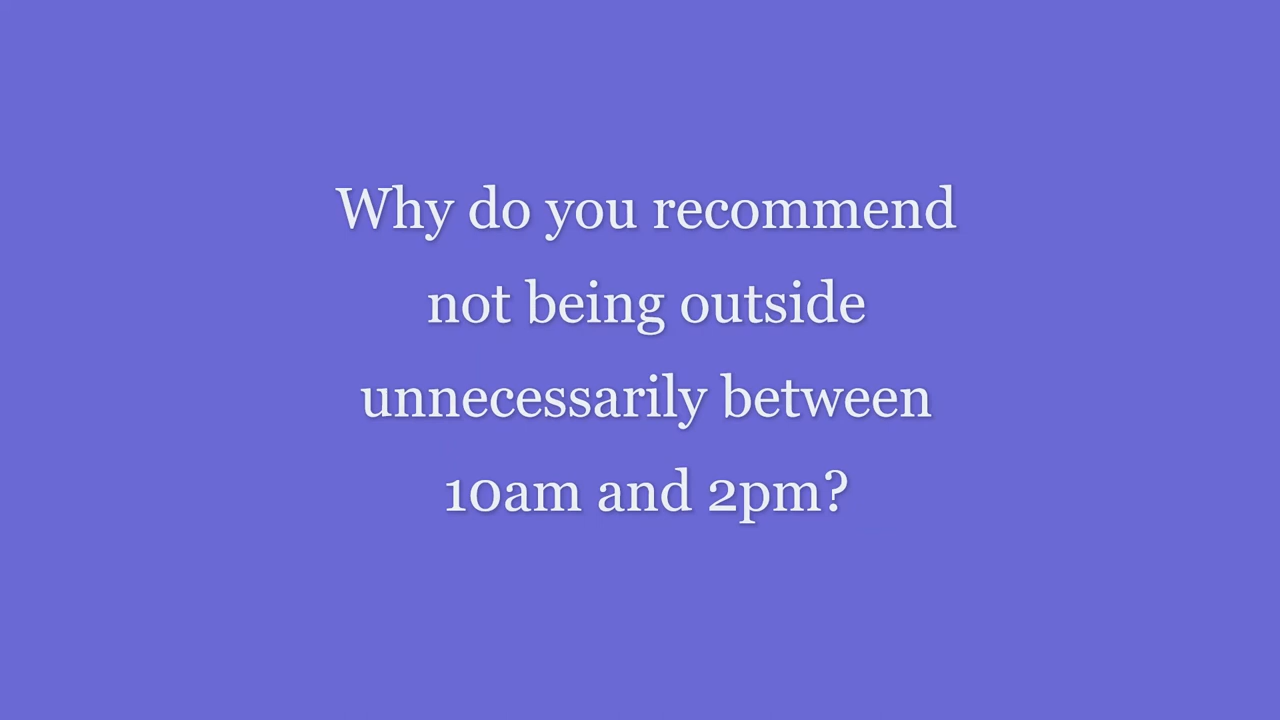 Why do you recommend
not being outside
unnecessarily between
10am and 2pm?